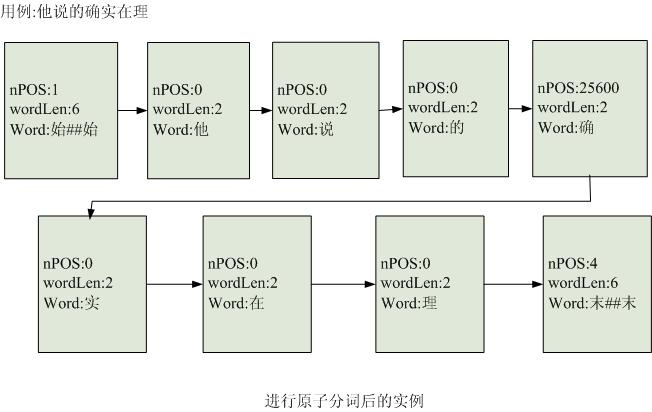 用例:他说的确实在理
nPOS:1
wordLen:6
Word:始##始
nPOS:0
wordLen:2
Word:他
nPOS:0
wordLen:2
Word:说
nPOS:0
wordLen:2
Word:的
nPOS:25600
wordLen:2
Word:确
nPOS:0
wordLen:2
Word:实
nPOS:0
wordLen:2
Word:在
nPOS:0
wordLen:2
Word:理
nPOS:4
wordLen:6
Word:末##末
进行原子分词后的实例